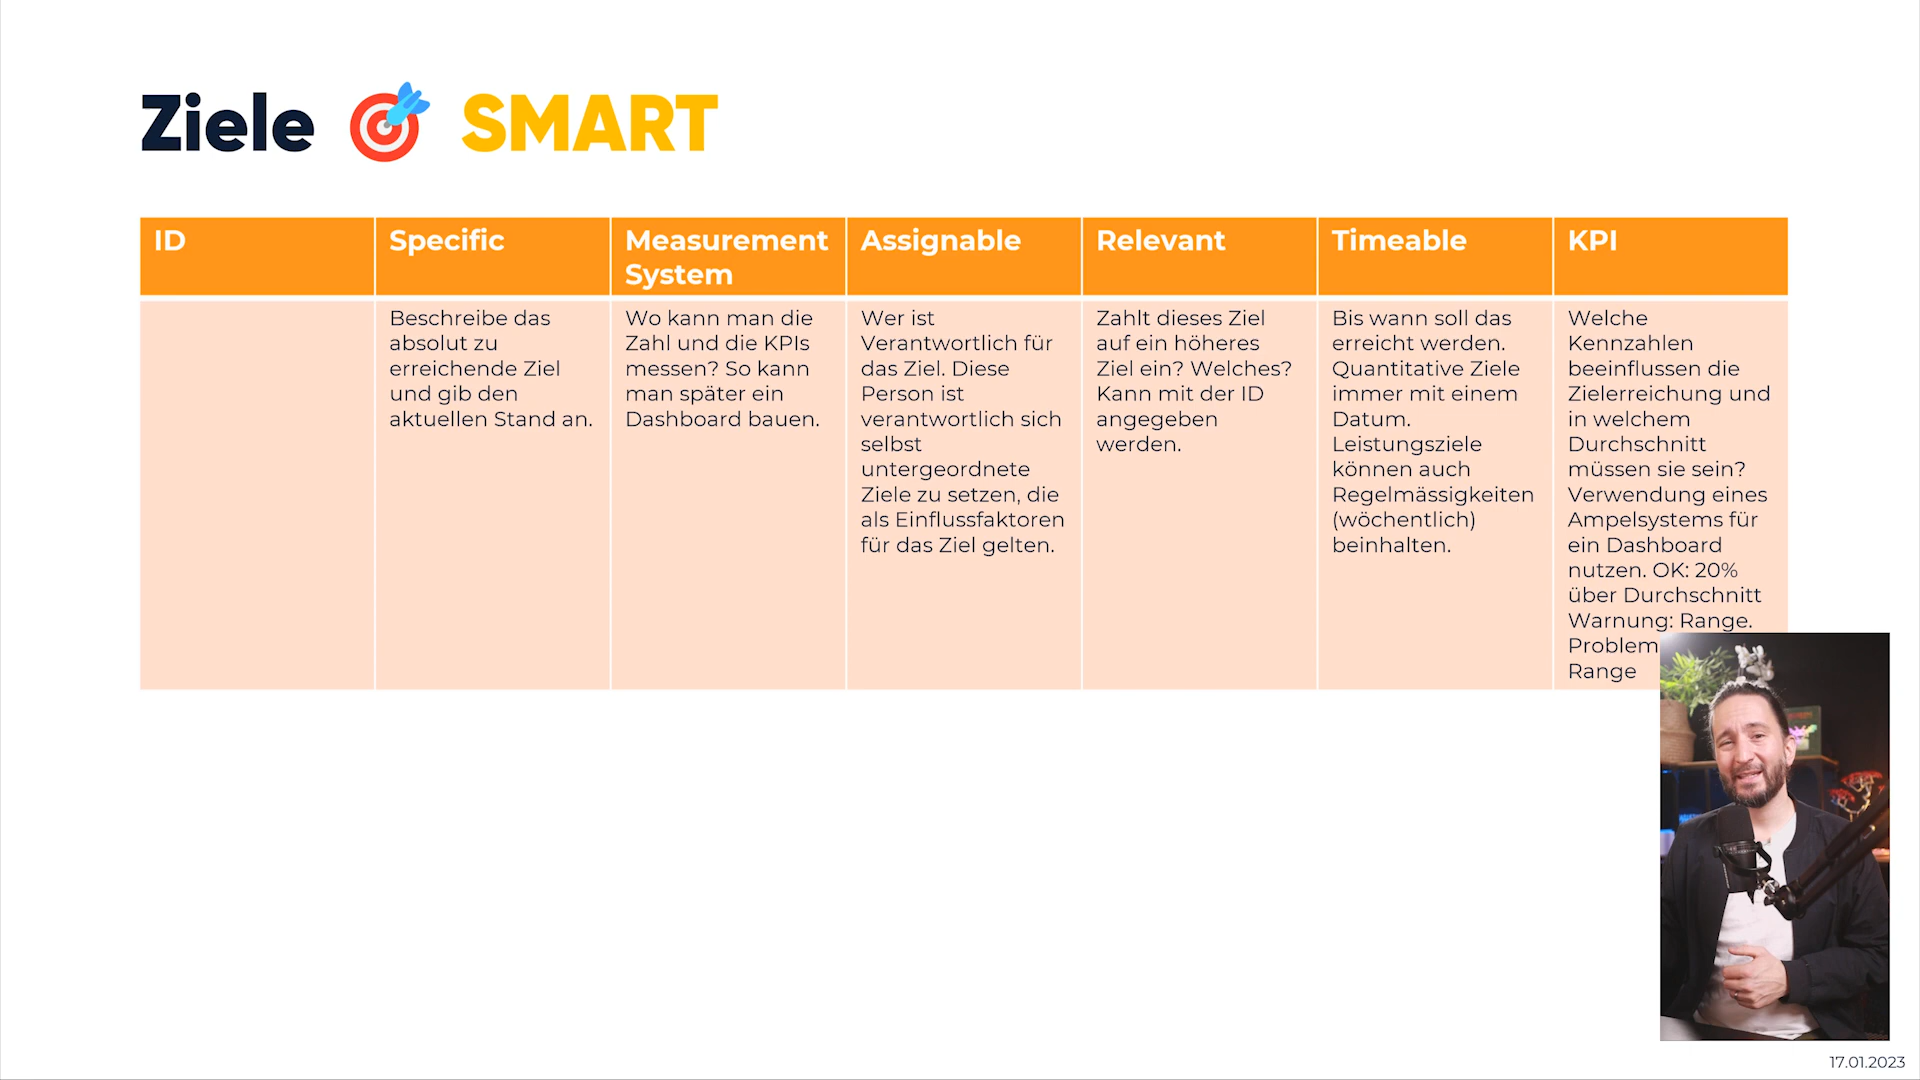 Ziele 🎯 SMART
ID
Specific
Measurement
System
Assignable
Relevant
Timeable
KPI
Beschreibe das
absolut zu
erreichende Ziel
und gib den
aktuellen Stand an.
Wo kann man die
Zahl und die KPIs
messen? So kann
man später ein
Dashboard bauen.
Wer ist
Verantwortlich für
das Ziel. Diese
Person ist
verantwortlich sich
selbst
untergeordnete
Ziele zu setzen, die
als Einflussfaktoren
für das Ziel gelten.
Zahlt dieses Ziel
auf ein höheres
Ziel ein? Welches?
Kann mit der ID
angegeben
werden.
Bis wann soll das
erreicht werden.
Quantitative Ziele
immer mit einem
Datum.
Leistungsziele
können auch
Regelmässigkeiten
(wöchentlich)
beinhalten.
Welche
Kennzahlen
beeinflussen die
Zielerreichung und
in welchem
Durchschnitt
müssen sie sein?
Verwendung eines
Ampelsystems für
ein Dashboard
nutzen. OK: 20%
über Durchschnitt
Warnung: Range.
Problem
Range
17.01.2023